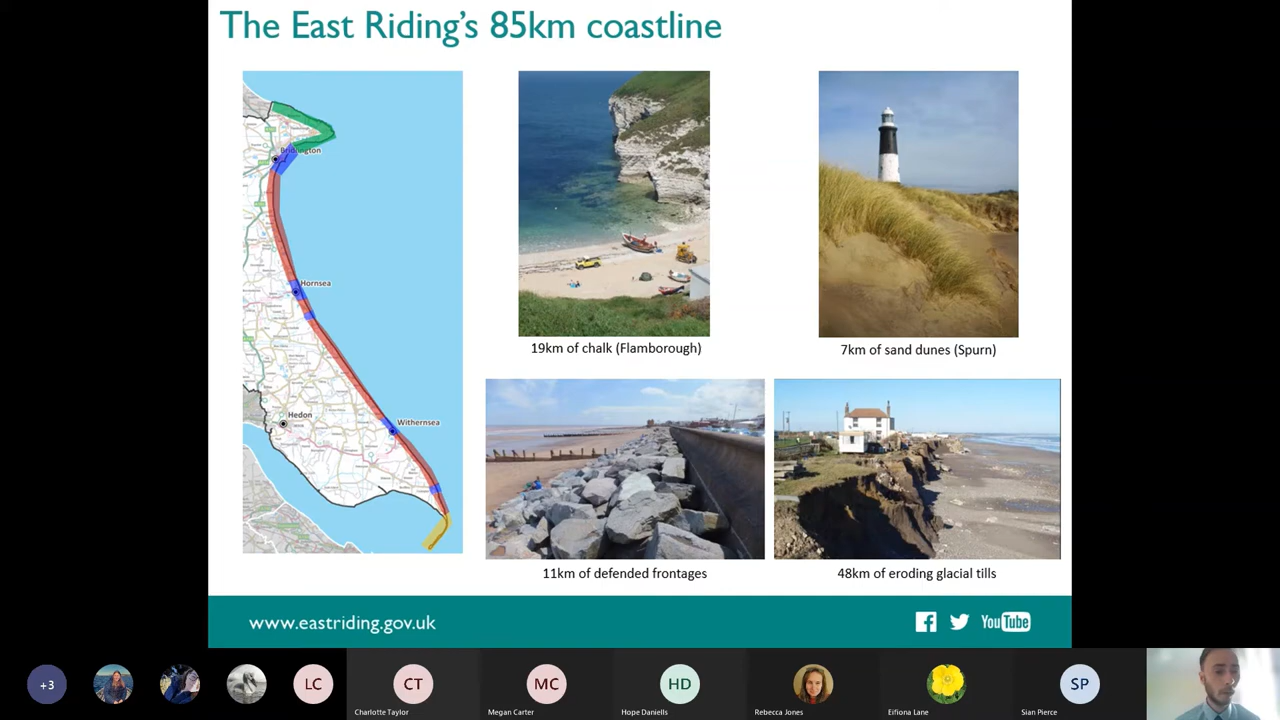 The East Riding's 85km coastline
Bridlington
Hornsea
Hedon
Withernsea
19km of chalk (Flamborough)
7km of sand dunes (Spurn)
11km of defended frontages
48km of eroding glacial tills
www.eastriding.gov.uk
YouTube
+3
LC
CT
MC
HD
SP
Charlotte Taylor
Megan Carter
Hope Daniells
Rebecca Jones
Eifiona Lane
Sian Pierce